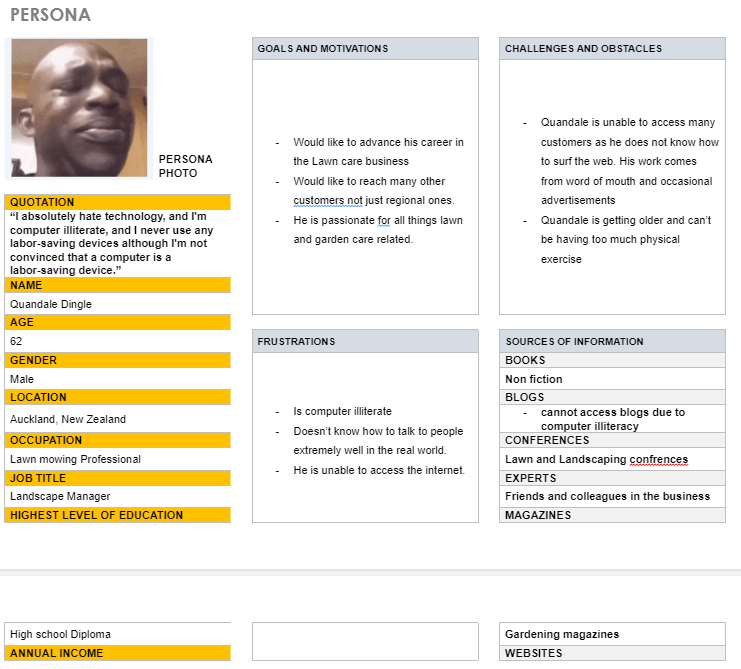 PERSONA
PERSONA
PHOTO
QUOTATION
“I absolutely hate technology, and I'm
computer illiterate, and I never use any
labor-saving devices although I'm not
convinced that a computer is a
labor-saving device.”
NAME
Quandale Dingle
AGE
62
GENDER
Male
LOCATION
Auckland, New Zealand
OCCUPATION
Lawn mowing Professional
JOB TITLE
Landscape Manager
HIGHEST LEVEL OF EDUCATION
High school Diploma
ANNUAL INCOME
GOALS AND MOTIVATIONS
- Would like to advance his career in
the Lawn care business
- Would like to reach many other
customers not just regional ones.
- He is passionate for all things lawn
and garden care related.
FRUSTRATIONS
- Is computer illiterate
- Doesn’t know how to talk to people
extremely well in the real world.
- He is unable to access the internet.
CHALLENGES AND OBSTACLES
- Quandale is unable to access many
customers as he does not know how
to surf the web. His work comes
from word of mouth and occasional
advertisements
- Quandale is getting older and can’t
be having too much physical
exercise
SOURCES OF INFORMATION
BOOKS
Non fiction
BLOGS
- cannot access blogs due to
computer illiteracy
CONFERENCES
Lawn and Landscaping confrences
EXPERTS
Friends and colleagues in the business
MAGAZINES
Gardening magazines
WEBSITES